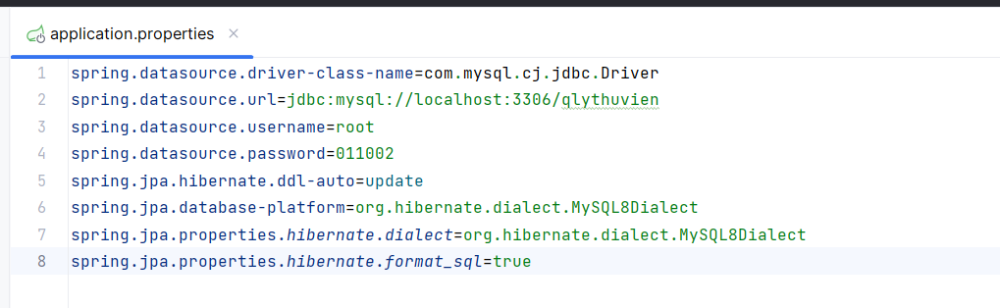 application.properties
1 spring.datasource.driver-class-name=com.mysql.cj.jdbc.Driver
2 spring.datasource.url=jdbc:mysql://localhost:3306/qlythuvien
3 spring.datasource.username=root
4 spring.datasource.password=011002
5 spring.jpa.hibernate.ddl-auto=update
6 spring.jpa.database-platform=org.hibernate.dialect.MySQL8Dialect
7 spring.jpa.properties.hibernate.dialect=org.hibernate.dialect.MySQL8Dialect
8 spring.jpa.properties.hibernate.format_sql=true